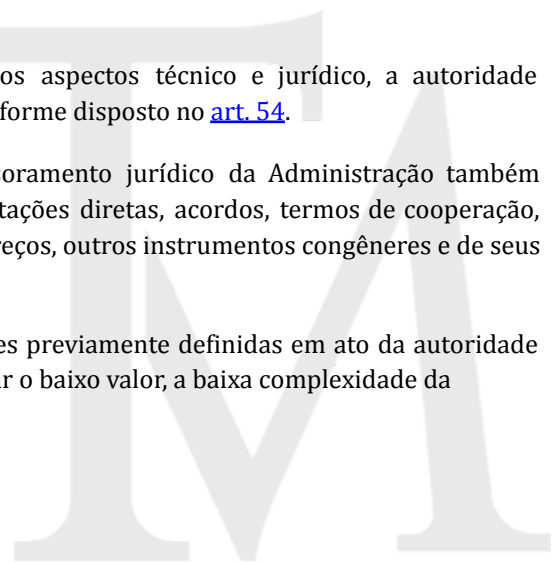 os aspectos técnico e jurídico, a autoridade
forme disposto no art. 54.
soramento jurídico da Administração também
tações diretas, acordos, termos de cooperação,
reços, outros instrumentos congêneres e de seus
es previamente definidas em ato da autoridade
ar o baixo valor, a baixa complexidade da